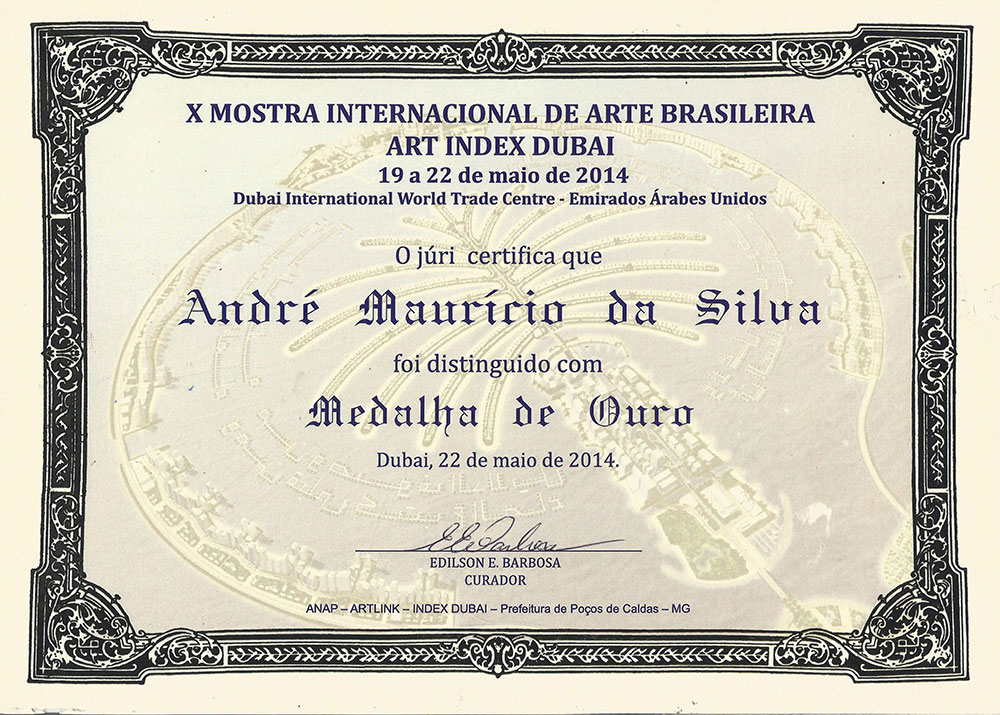 X MOSTRA INTERNACIONAL DE ARTE BRASILEIRA
ART INDEX DUBAI
19 a 22 de maio de 2014
Dubai International World Trade Centre - Emirados Árabes Unidos
O júri certifica que
André Maurício da Silva
foi distinguido com
Medalha de Ouro
Dubai, 22 de maio de 2014.
EDILSON E. BARBOSA
CURADOR
ANAP – ARTLINK – INDEX DUBAI – Prefeitura de Poços de Caldas – MG